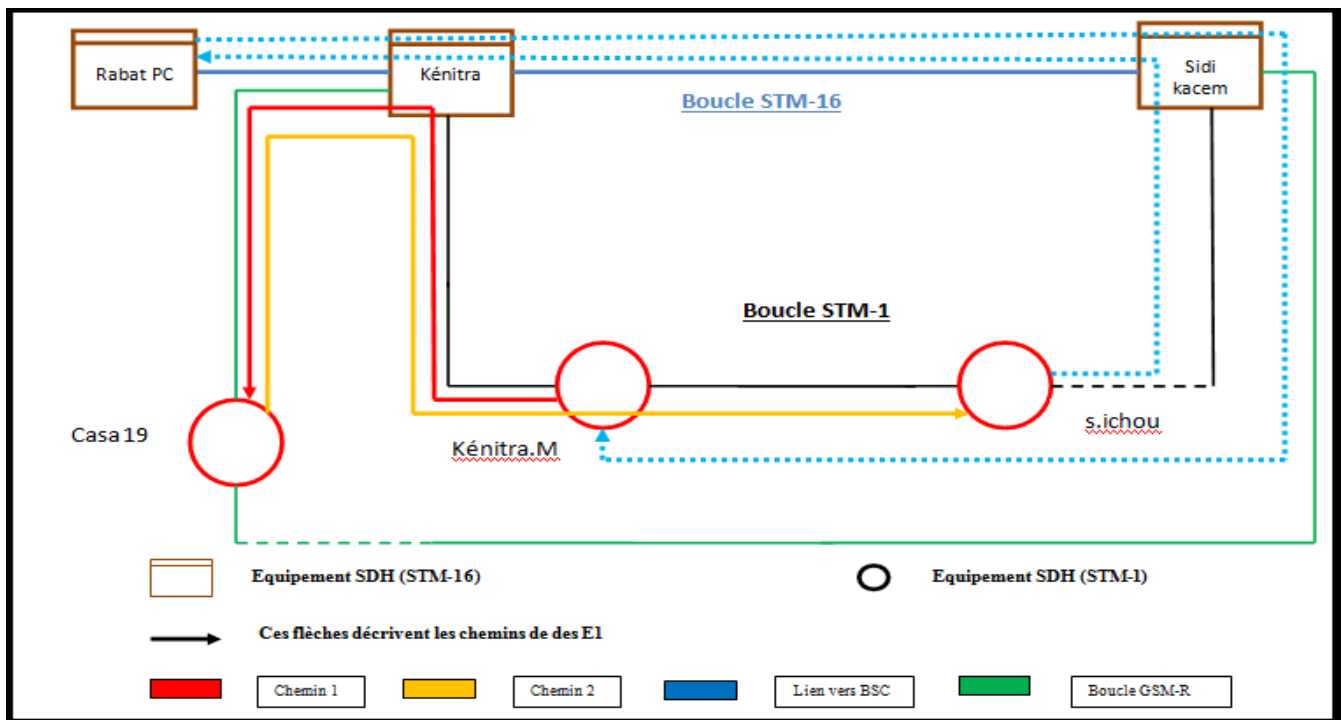 Rabat PC
Kénitra
Sidi
kacem
Boucle STM-16
Boucle STM-1
Casa 19
Kénitra.M
s.ichou
Equipement SDH (STM-16)
Equipement SDH (STM-1)
Ces flèches décrivent les chemins de des E1
Chemin 1
Chemin 2
Lien vers BSC
Boucle GSM-R